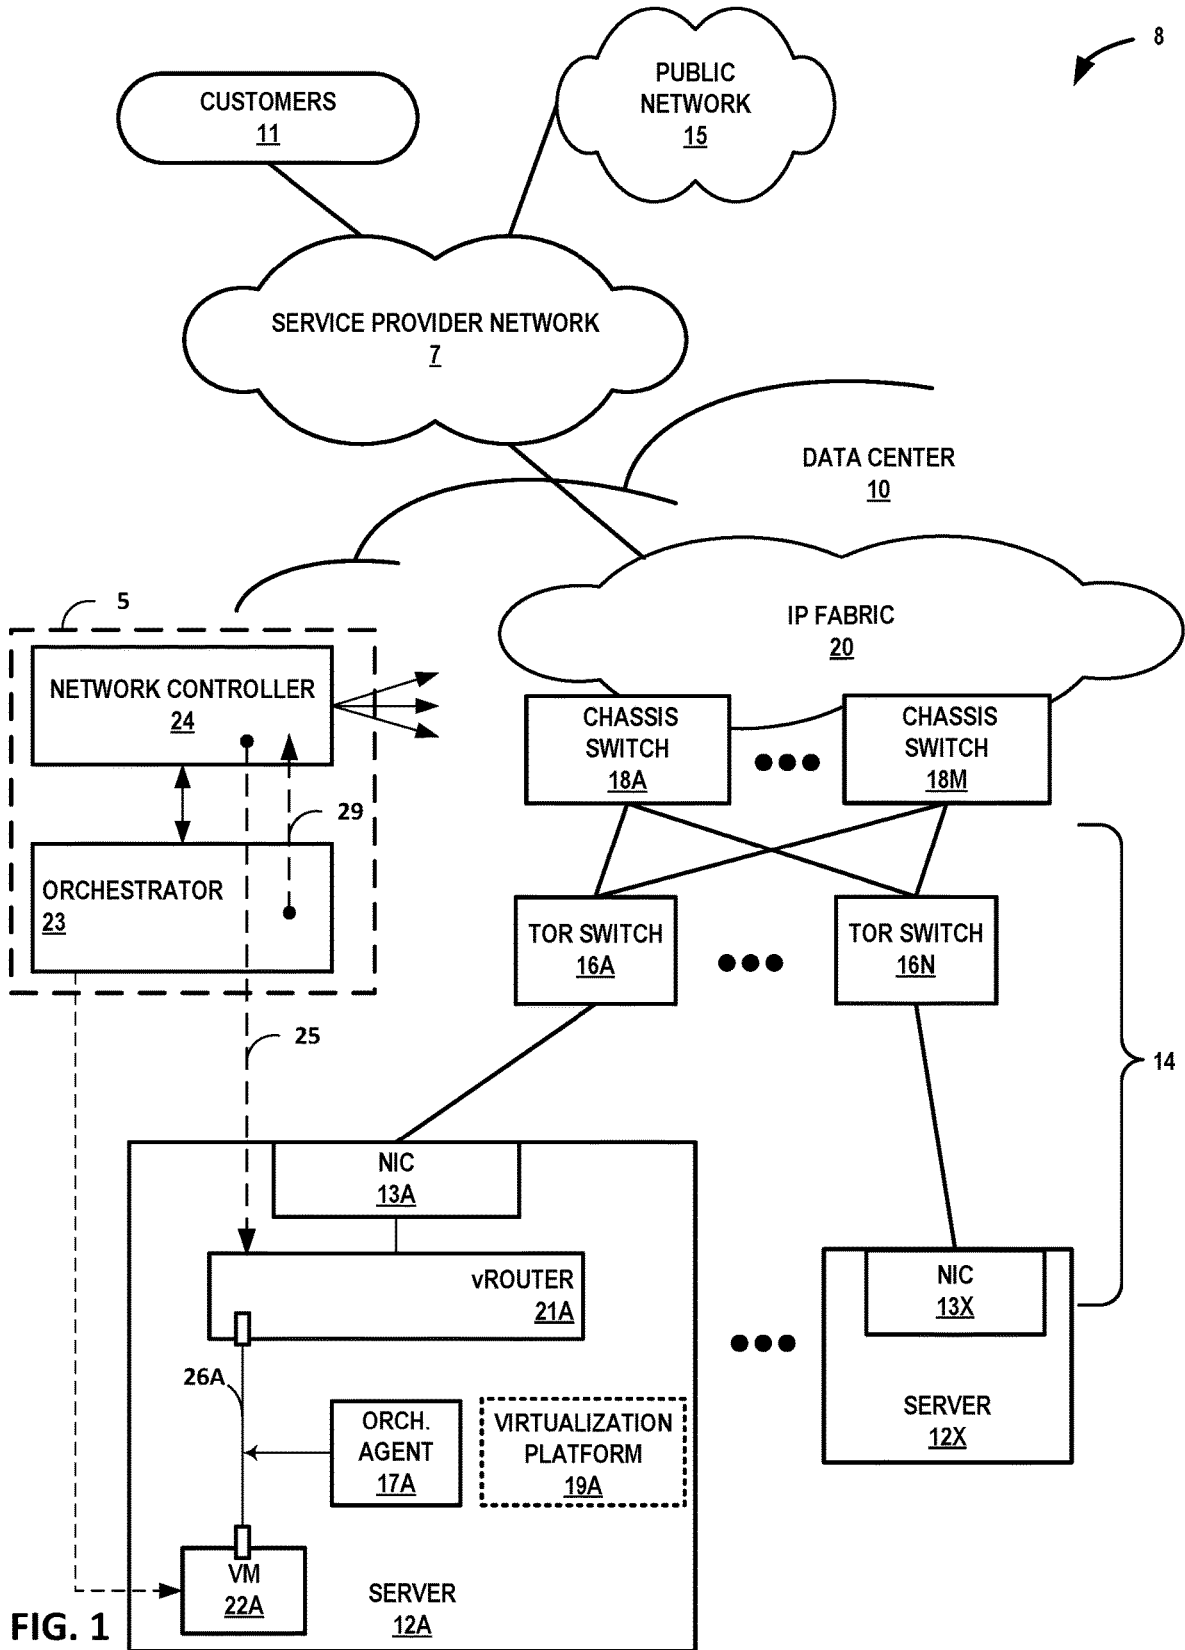 8
PUBLIC
NETWORK
15
CUSTOMERS
11
SERVICE PROVIDER NETWORK
7
DATA CENTER
10
5
IP FABRIC
20
NETWORK CONTROLLER
24
CHASSIS
SWITCH
18A
CHASSIS
SWITCH
18M
29
ORCHESTRATOR
23
TOR SWITCH
16A
TOR SWITCH
16N
25
14
NIC
13A
vROUTER
21A
NIC
13X
26A
ORCH.
AGENT
17A
VIRTUALIZATION
PLATFORM
19A
SERVER
12X
VM
22A
SERVER
12A
FIG. 1